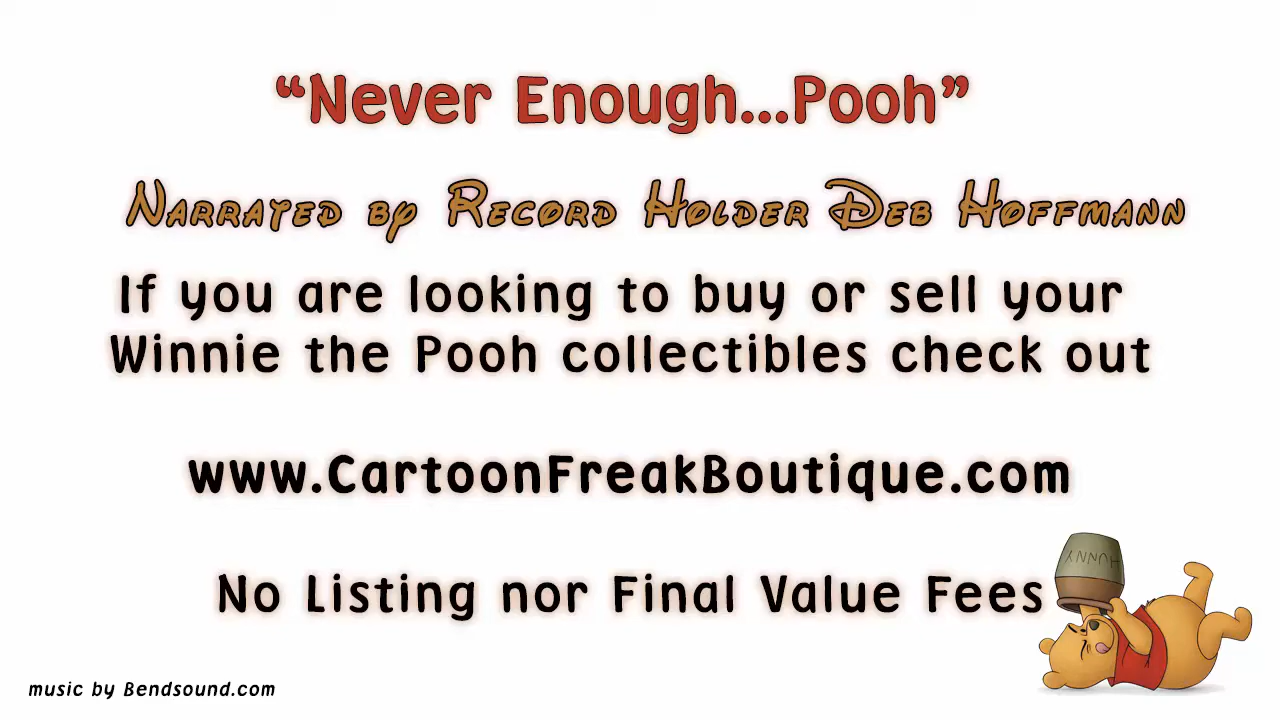 “Never Enough...Pooh”
Narrated by Record Holder Deb Hoffmann
If you are looking to buy or sell your
Winnie the Pooh collectibles check out
www.CartoonFreakBoutique.com
HUNNY
No Listing nor Final Value Fees
music by Bendsound.com